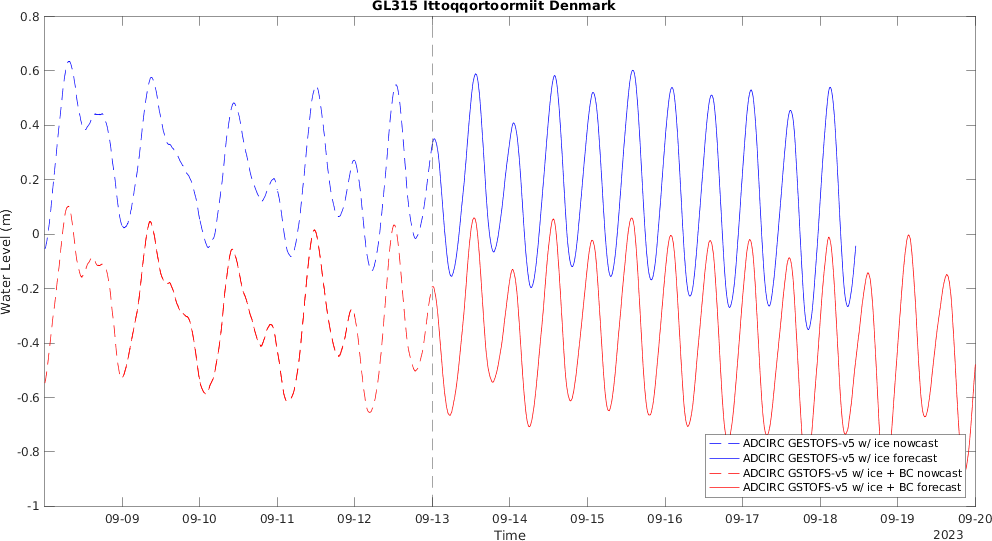 GL315 Ittoqqortoormiit Denmark
0.8
0.6
0.4
0.2
0
-0.2
-0.4
-0.6
-0.8
-1
Water Level (m)
ADCIRC GESTOFS-v5 w/ ice nowcast
ADCIRC GESTOFS-v5 w/ ice forecast
ADCIRC GSTOFS-v5 w/ ice + BC nowcast
ADCIRC GSTOFS-v5 w/ ice + BC forecast
09-09 09-10 09-11 09-12 09-13 09-14 09-15 09-16 09-17 09-18 09-19 09-20
Time
2023